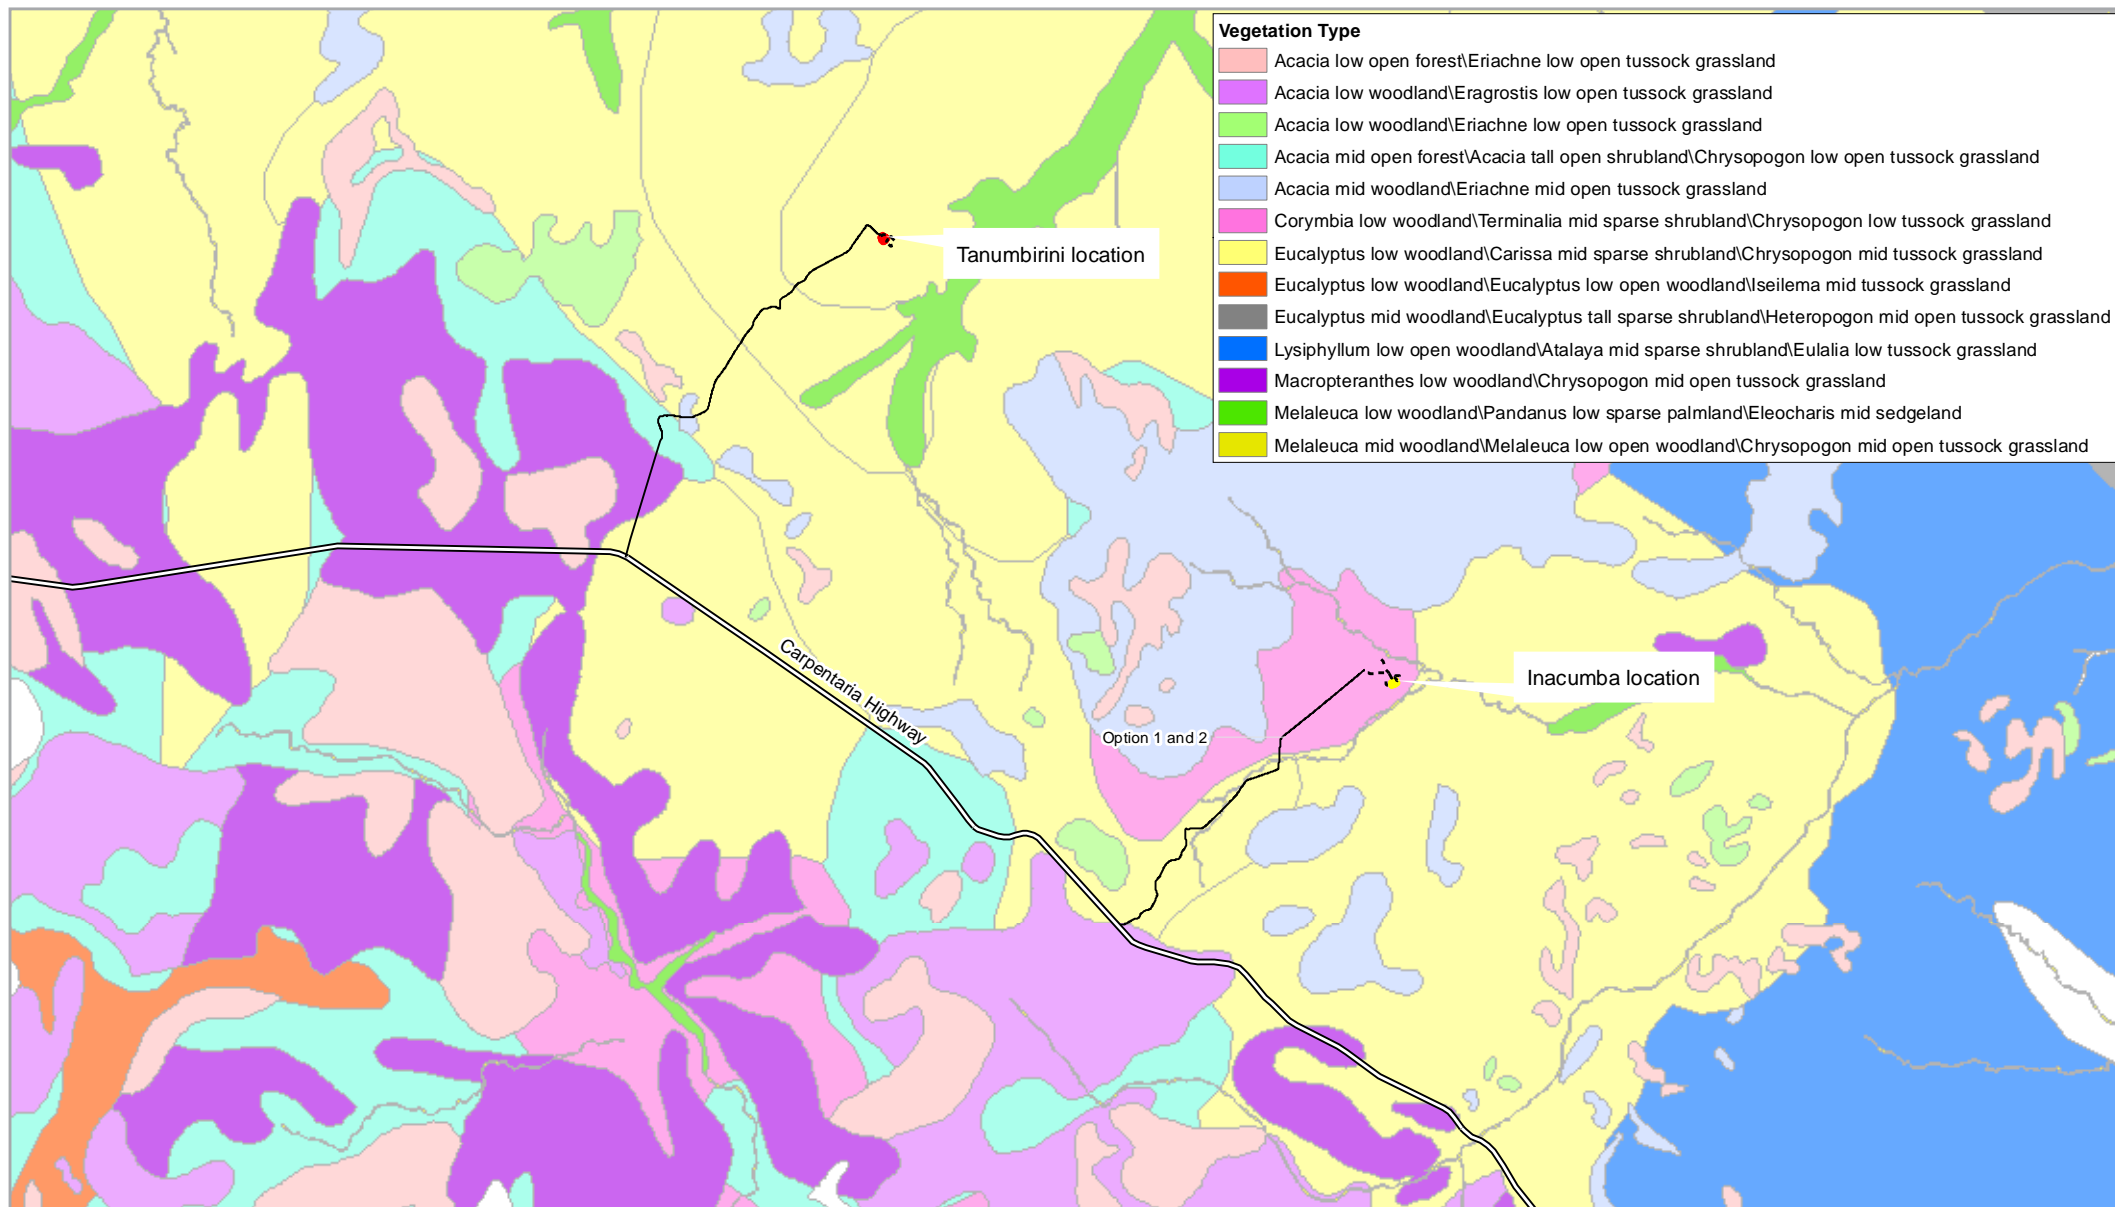 Vegetation Type
Acacia low open forest\Eriachne low open tussock grassland
Acacia low woodland\Eragrostis low open tussock grassland
Acacia low woodland\Eriachne low open tussock grassland
Acacia mid open forest\Acacia tall open shrubland\Chrysopogon low open tussock grassland
Acacia mid woodland\Eriachne mid open tussock grassland
Corymbia low woodland\Terminalia mid sparse shrubland\Chrysopogon low tussock grassland
Eucalyptus low woodland\Carissa mid sparse shrubland\Chrysopogon mid tussock grassland
Eucalyptus low woodland\Eucalyptus low open woodland\Iseilema mid tussock grassland
Eucalyptus mid woodland\Eucalyptus tall sparse shrubland\Heteropogon mid open tussock grassland
Lysiphyllum low open woodland\Atalaya mid sparse shrubland\Eulalia low tussock grassland
Macropteranthes low woodland\Chrysopogon mid open tussock grassland
Melaleuca low woodland\Pandanus low sparse palmland\Eleocharis mid sedgeland
Melaleuca mid woodland\Melaleuca low open woodland\Chrysopogon mid open tussock grassland
Tanumbirini location
Carpentaria Highway
Inacumba location
Option 1 and 2